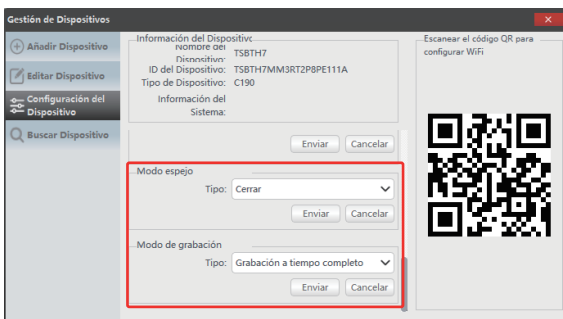 Gestión de Dispositivos
Añadir Dispositivo
Editar Dispositivo
Configuración del
Dispositivo
Buscar Dispositivo
Información del Dispositivo
Nombre del
Dispositivo:
TSBTH7
ID del Dispositivo: TSBTH7MM3RT2P8PE111A
Tipo de Dispositivo: C190
Información del
Sistema:
Enviar Cancelar
Modo espejo
Tipo: Cerrar
Enviar Cancelar
Modo de grabación
Tipo: Grabación a tiempo completo
Enviar Cancelar
Escanear el código QR para
configurar WiFi